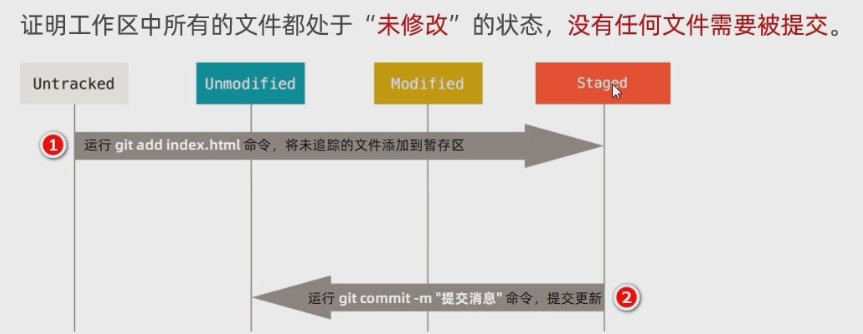 证明工作区中所有的文件都处于“未修改”的状态，没有任何文件需要被提交。
Untracked
Unmodified
Modified
Staged
1
运行 git add index.html 命令，将未追踪的文件添加到暂存区
运行 git commit -m "提交消息" 命令，提交更新
2